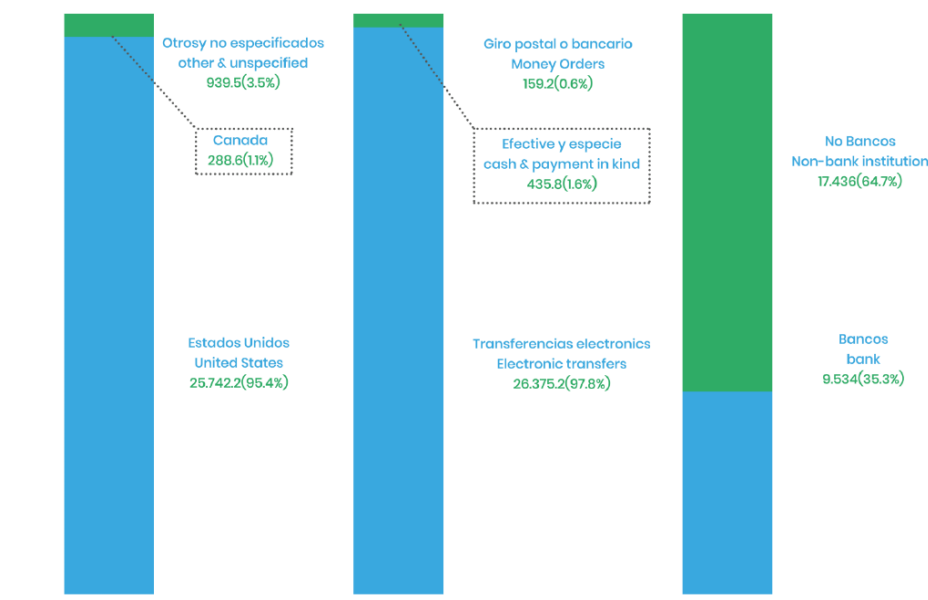 Otrosy no especificados
other & unspecified
939.5(3.5%)
Canada
288.6(1.1%)
Estados Unidos
United States
25.742.2(95.4%)
Giro postal o bancario
Money Orders
159.2(0.6%)
Efective y especie
cash & payment in kind
435.8(1.6%)
Transferencias electronics
Electronic transfers
26.375.2(97.8%)
No Bancos
Non-bank institution
17.436(64.7%)
Bancos
bank
9.534(35.3%)